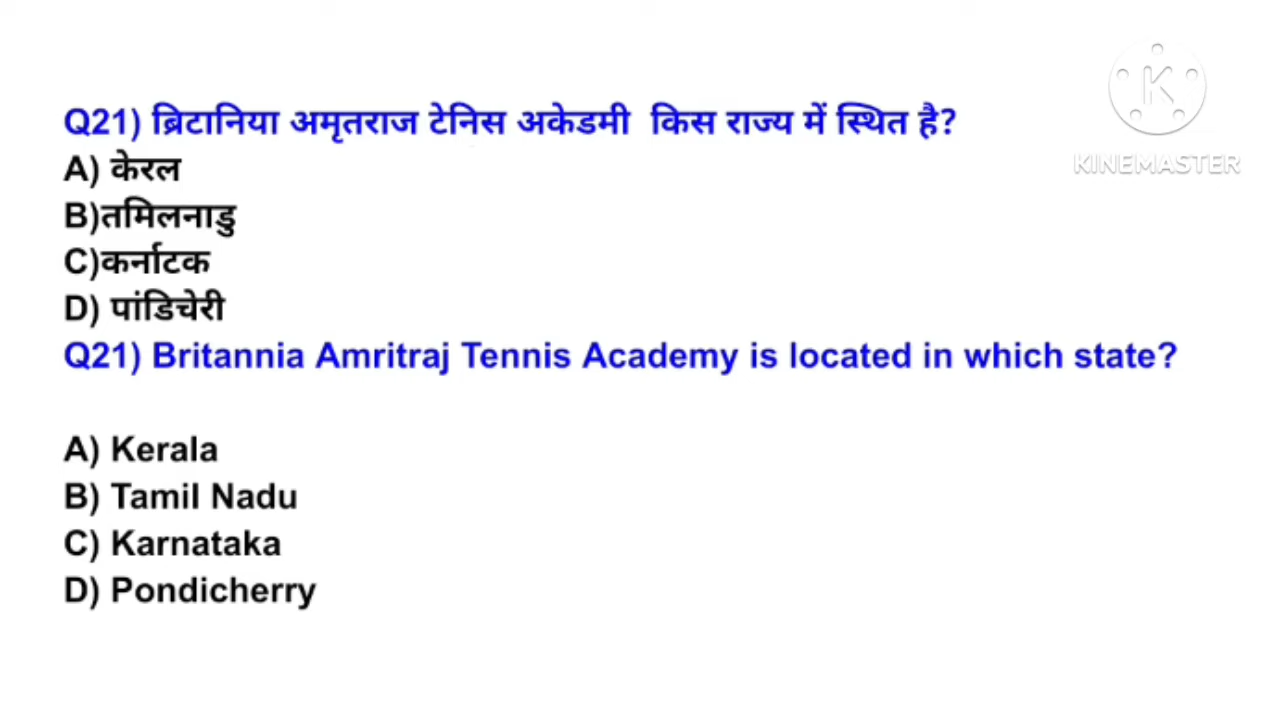 Q21) ब्रिटानिया अमृतराज टेनिस अकेडमी किस राज्य में स्थित है?
A) केरल
B)तमिलनाडु
C)कर्नाटक
D) पांडिचेरी
Q21) Britannia Amritraj Tennis Academy is located in which state?
A) Kerala
B) Tamil Nadu
C) Karnataka
D) Pondicherry
K
KINEMASTER